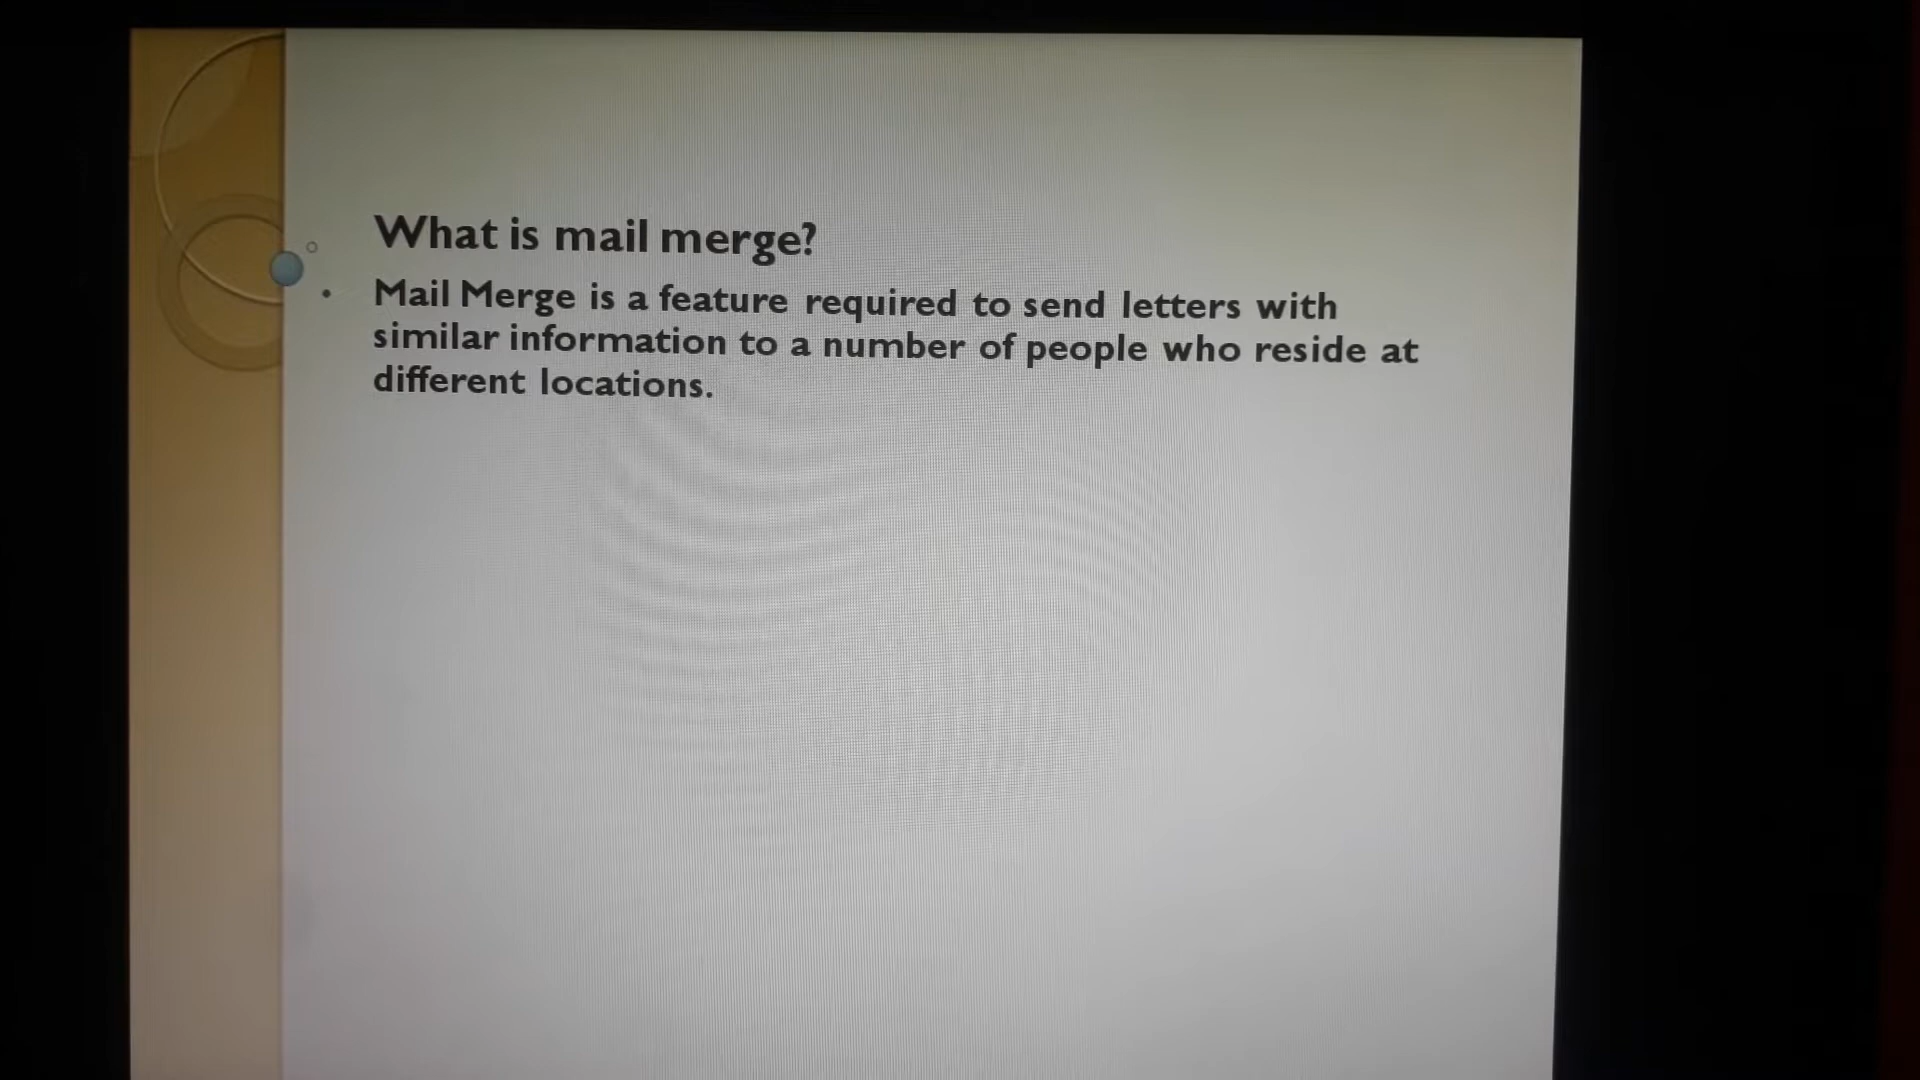 What is mail merge?
• Mail Merge is a feature required to send letters with
similar information to a number of people who reside at
different locations.